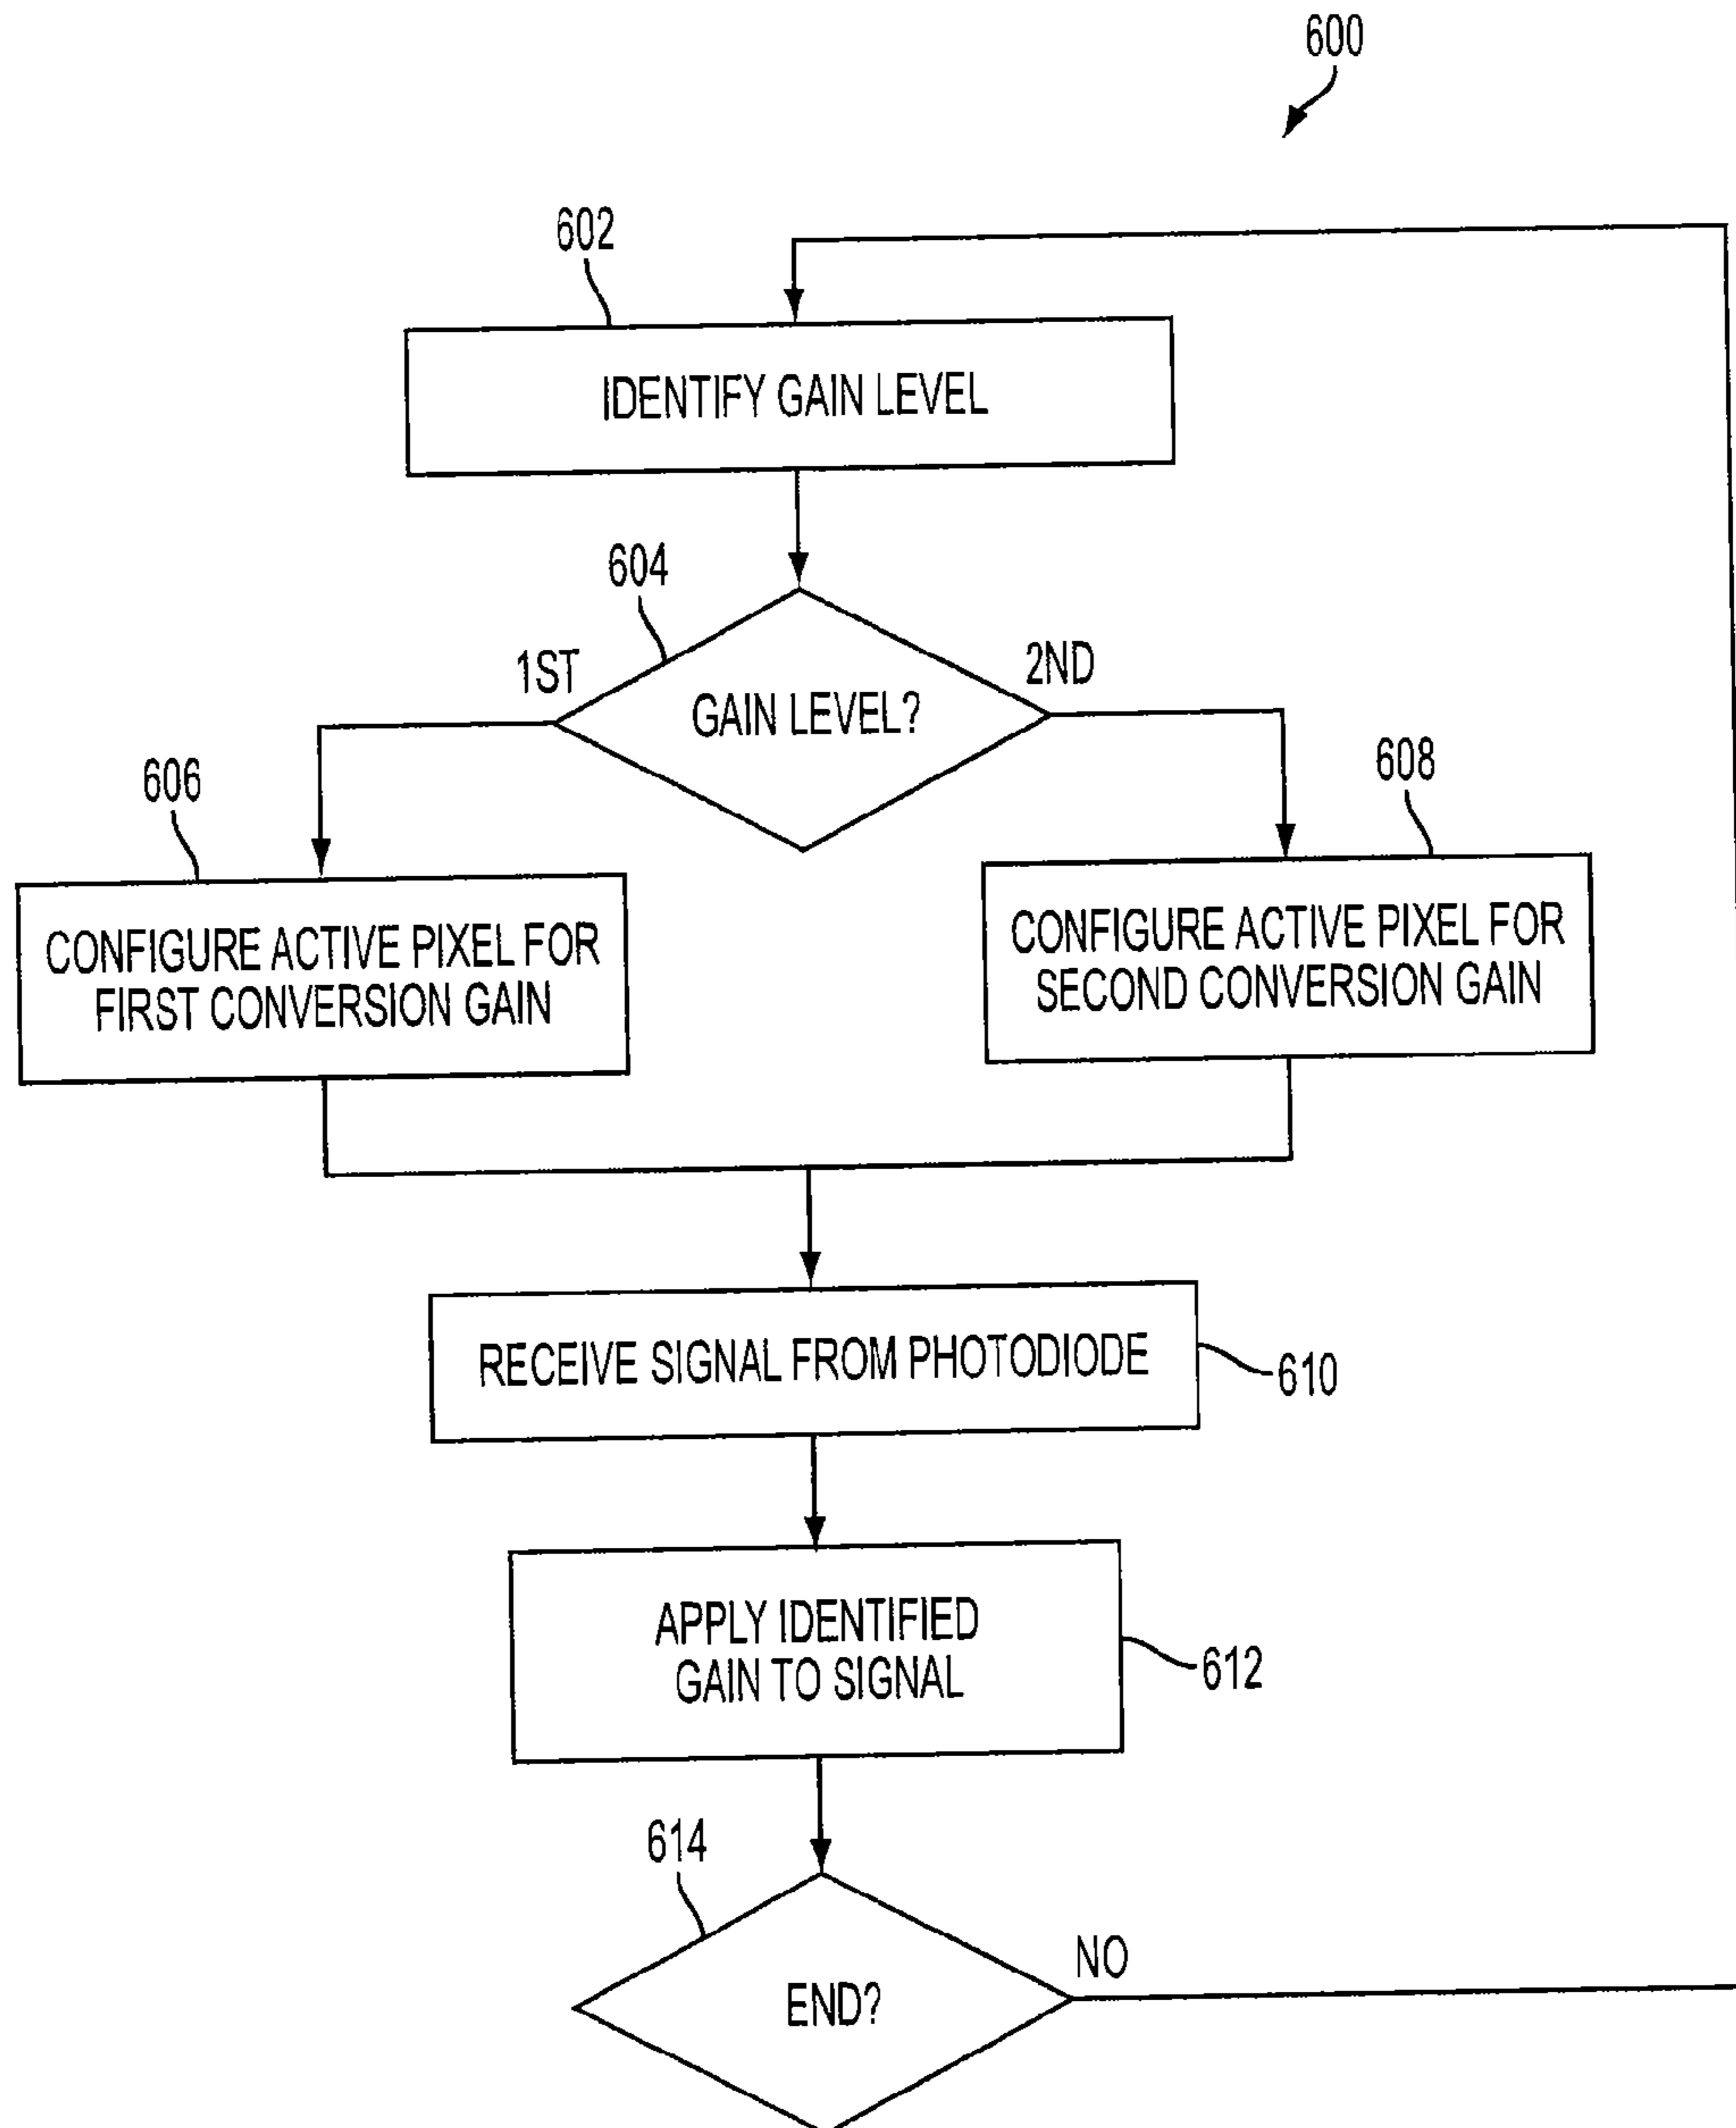 600
602
IDENTIFY GAIN LEVEL
604
1ST
2ND
GAIN LEVEL?
606
608
CONFIGURE ACTIVE PIXEL FOR
FIRST CONVERSION GAIN
CONFIGURE ACTIVE PIXEL FOR
SECOND CONVERSION GAIN
RECEIVE SIGNAL FROM PHOTODIODE
610
APPLY IDENTIFIED
GAIN TO SIGNAL
612
614
NO
END?